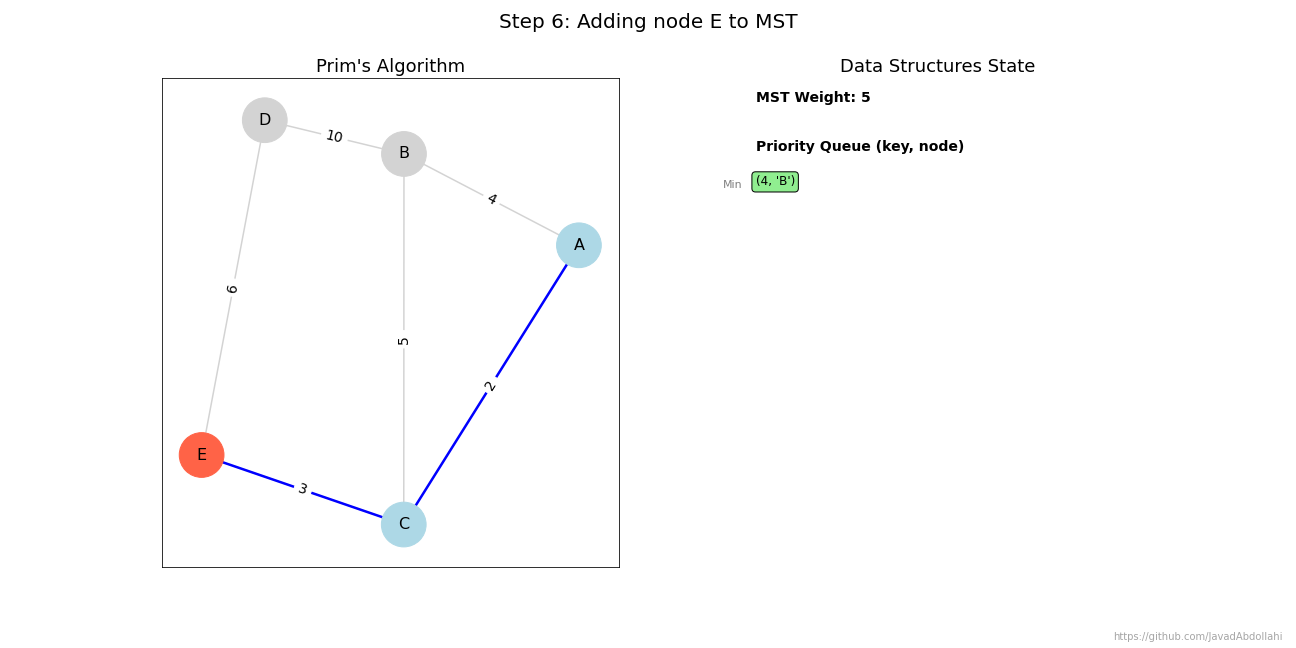 Step 6: Adding node E to MST
Prim's Algorithm
D
10
B
4
A
6
5
2
E
3
C
Data Structures State
MST Weight: 5
Priority Queue (key, node)
Min
(4, 'B')
https://github.com/JavadAbdollahi